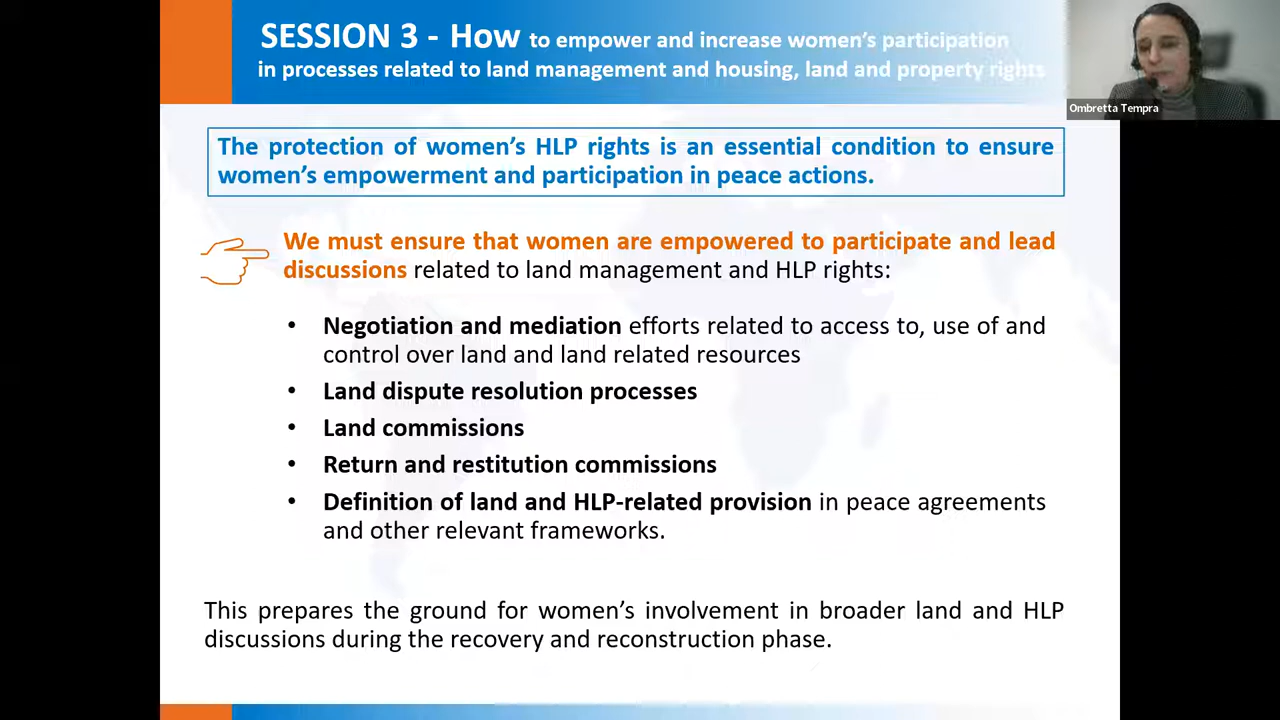 SESSION 3 - How to empower and increase women's participation
in processes related to land management and housing, land and property rights
Ombretta Tempra
The protection of women's HLP rights is an essential condition to ensure
women's empowerment and participation in peace actions.
We must ensure that women are empowered to participate and lead
discussions related to land management and HLP rights:
• Negotiation and mediation efforts related to access to, use of and
control over land and land related resources
• Land dispute resolution processes
• Land commissions
• Return and restitution commissions
• Definition of land and HLP-related provision in peace agreements
and other relevant frameworks.
This prepares the ground for women's involvement in broader land and HLP
discussions during the recovery and reconstruction phase.